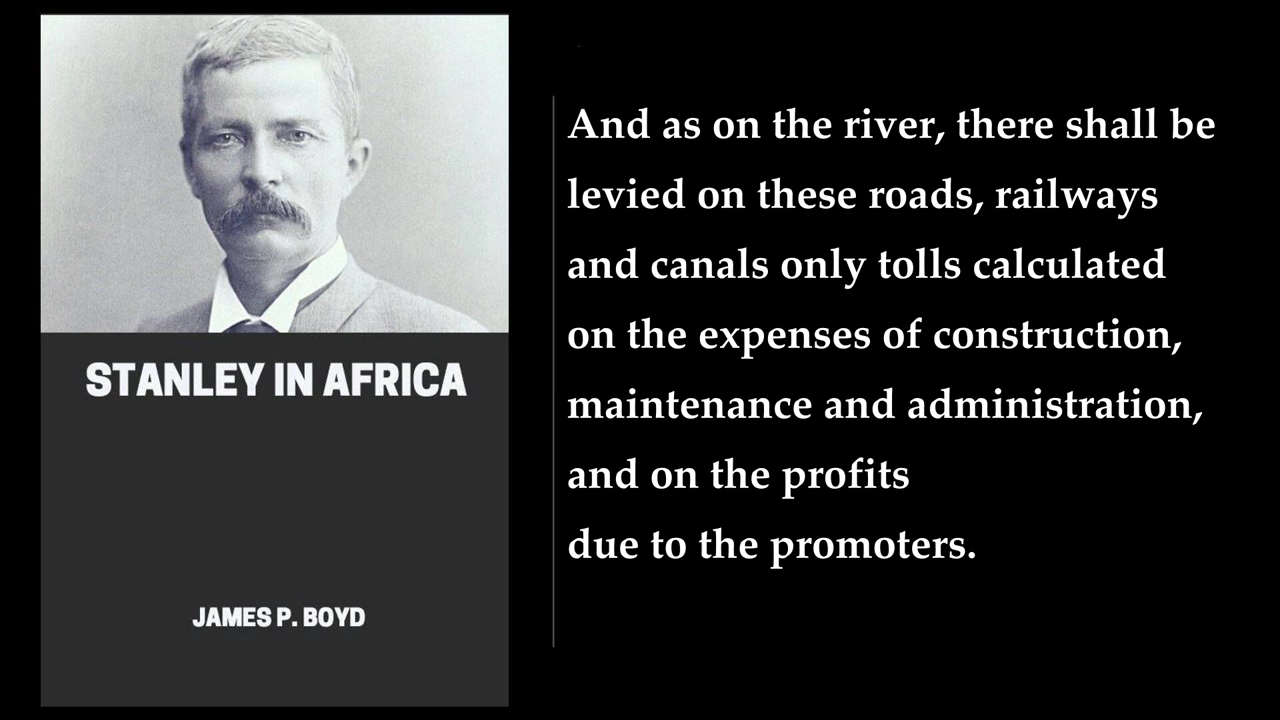 STANLEY IN AFRICA
JAMES P. BOYD
And as on the river, there shall be
levied on these roads, railways
and canals only tolls calculated
on the expenses of construction,
maintenance and administration,
and on the profits
due to the promoters.